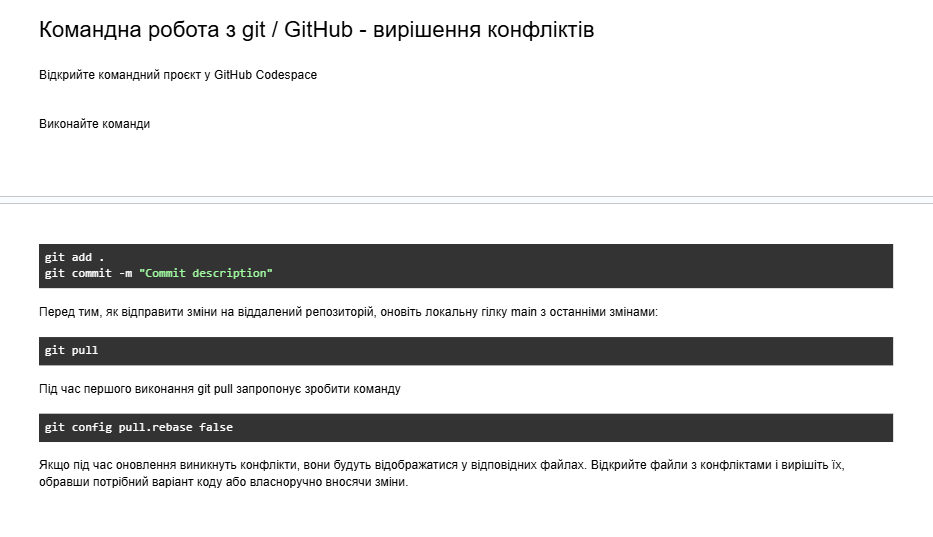 Командна робота з git / GitHub - вирішення конфліктів
Відкрийте командний проєкт у GitHub Codespace
Виконайте команди
git add .
git commit -m "Commit description"
Перед тим, як відправити зміни на віддалений репозиторій, оновіть локальну гілку main з останніми змінами:
git pull
Під час першого виконання git pull запропонує зробити команду
git config pull.rebase false
Якщо під час оновлення виникнуть конфлікти, вони будуть відображатися у відповідних файлах. Відкрийте файли з конфліктами і вирішіть їх,
обравши потрібний варіант коду або власноручно вносячи зміни.